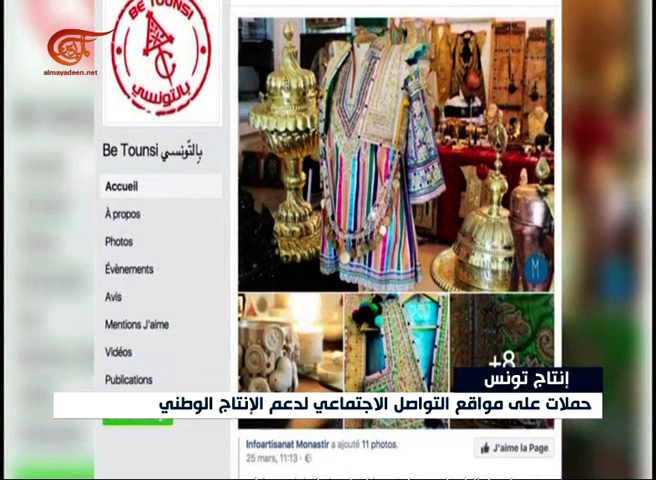 almayadeen.net
BE TOUNSI
بالتونسي
Be Tounsi بِالتّونسي
Accueil
À propos
Photos
Évènements
Avis
Mentions J'aime
Vidéos
Publications
M
+8
إنتاج تونس
حملات على مواقع التواصل الاجتماعي لدعم الإنتاج الوطني
Infoartisanat Monastir a ajouté 11 photos.
25 mars, 11:13
J'aime la Page